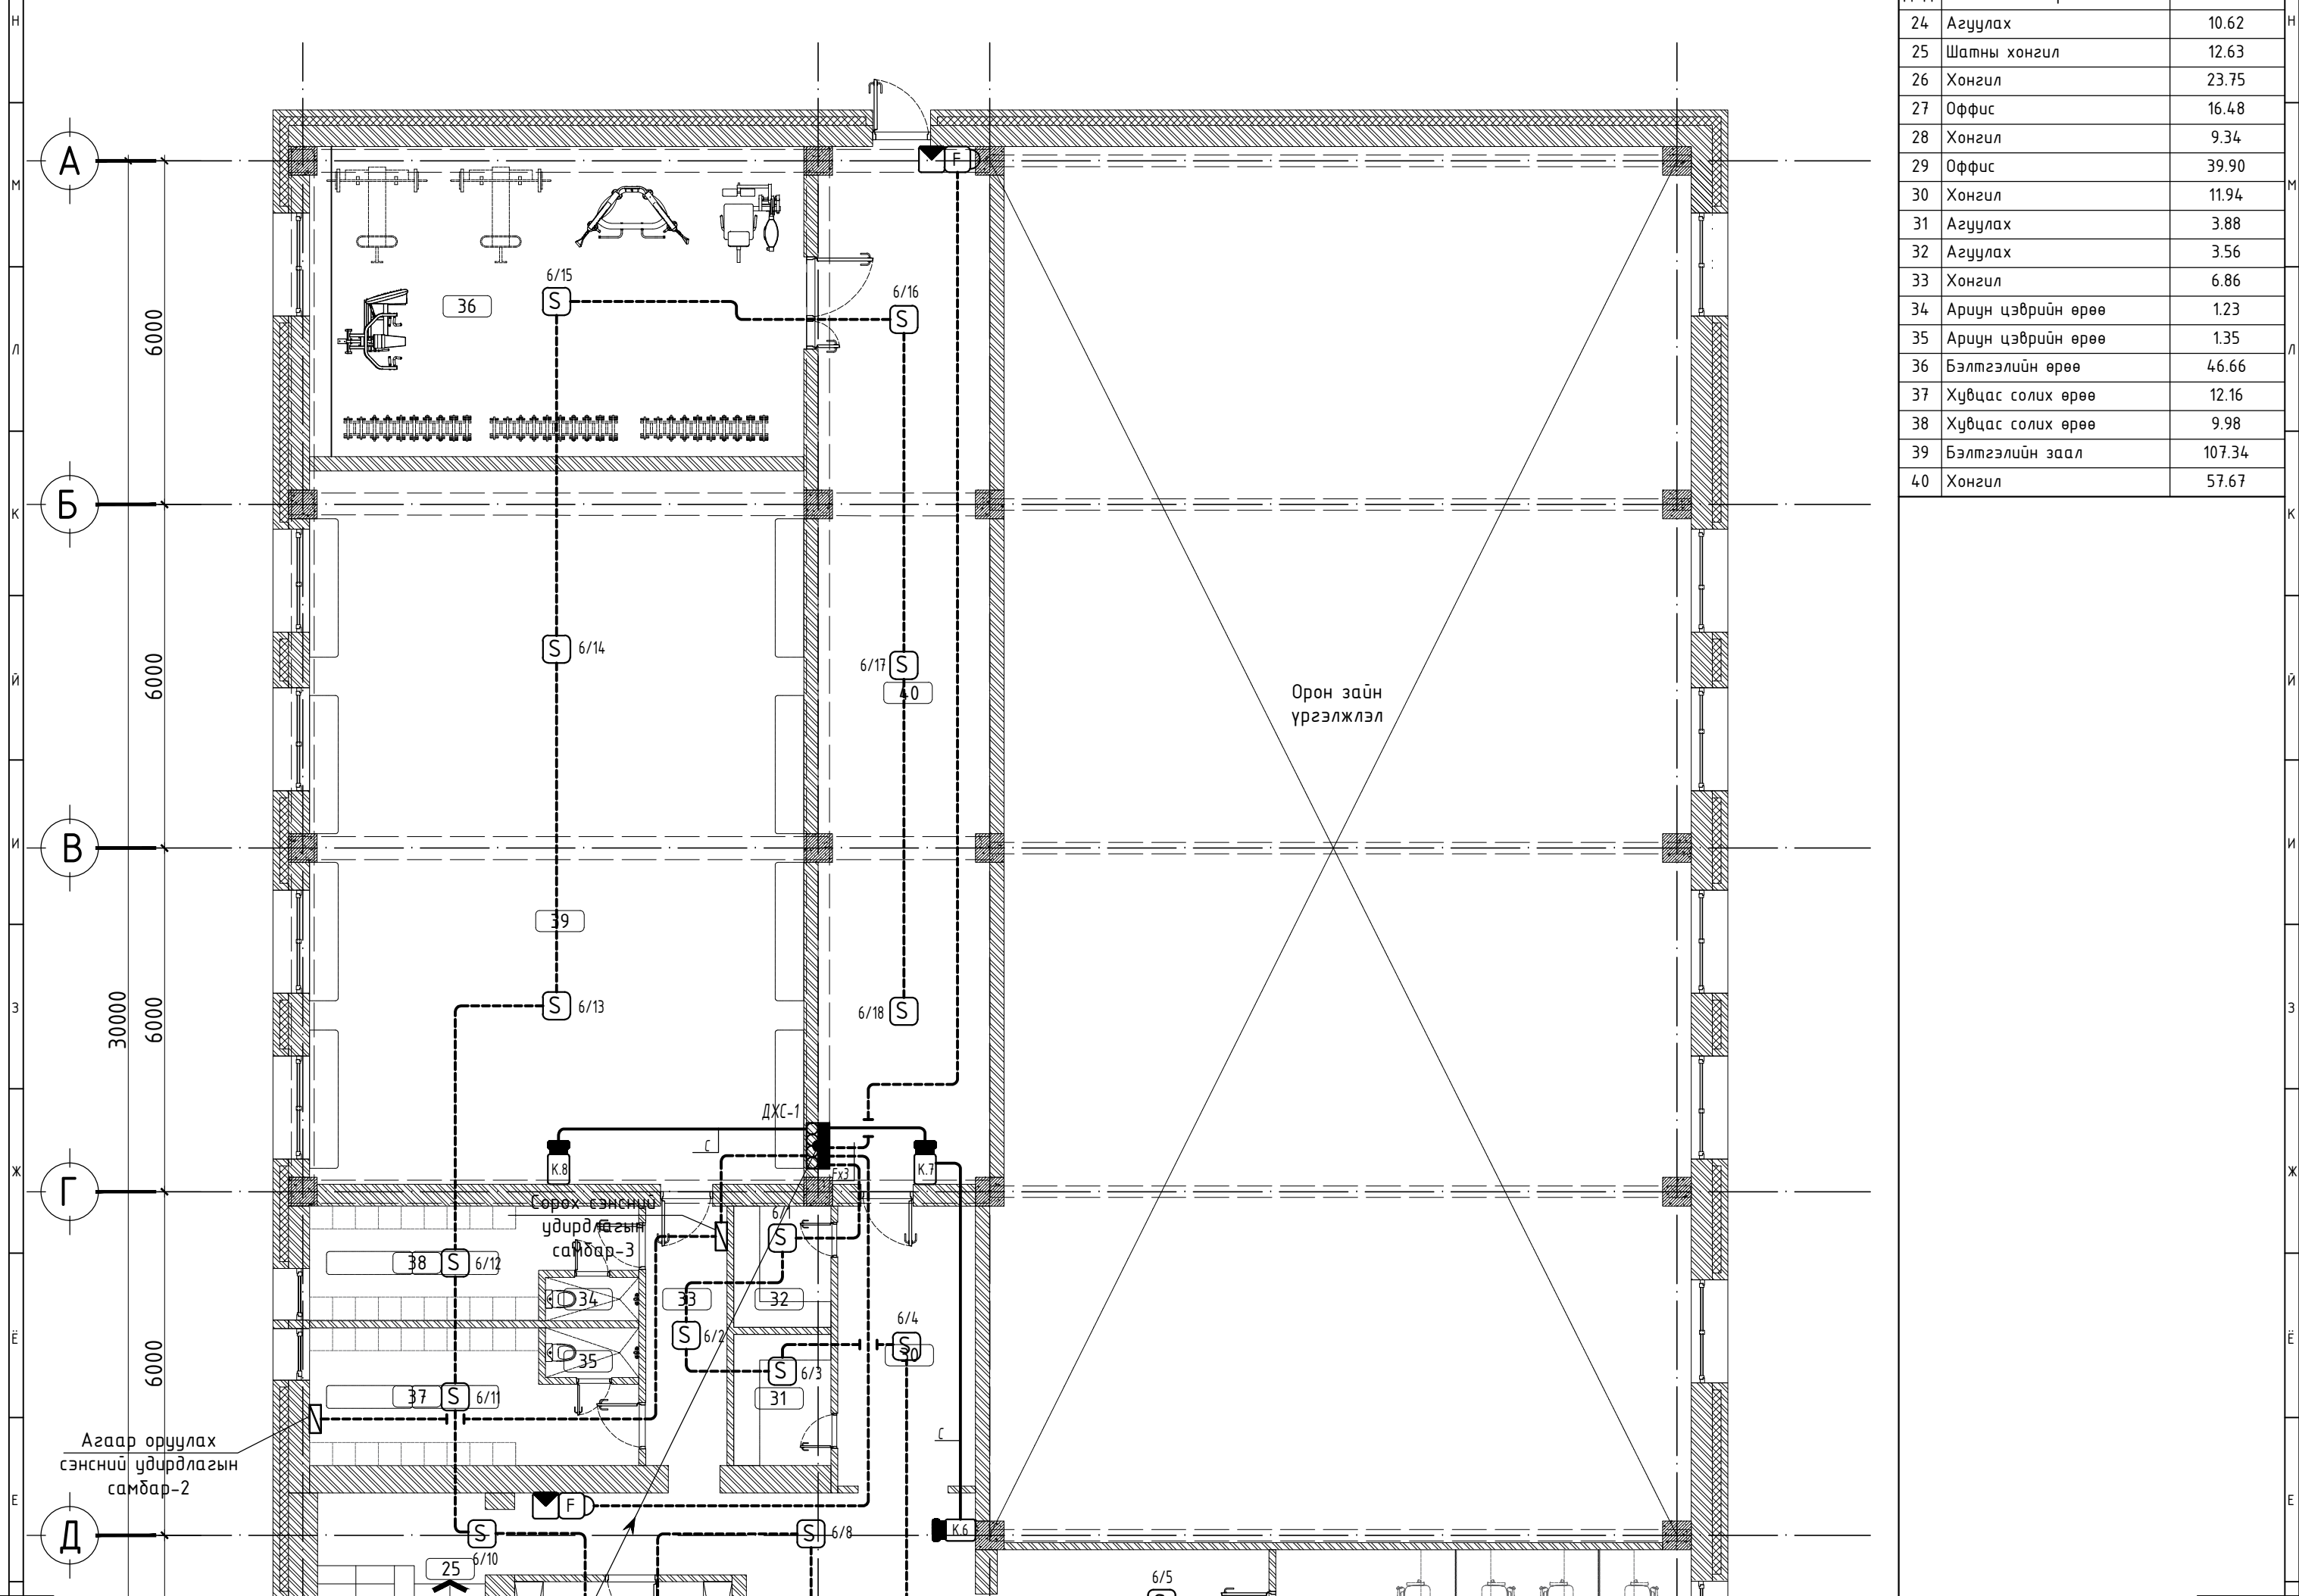 24 Агуулах 10.62
25 Шатны хонгил 12.63
26 Хонгил 23.75
27 Оффис 16.48
28 Хонгил 9.34
29 Оффис 39.90
30 Хонгил 11.94
31 Агуулах 3.88
32 Агуулах 3.56
33 Хонгил 6.86
34 Ариун цэврийн өрөө 1.23
35 Ариун цэврийн өрөө 1.35
36 Бэлтгэлийн өрөө 46.66
37 Хувцас солих өрөө 12.16
38 Хувцас солих өрөө 9.98
39 Бэлтгэлийн заал 107.34
40 Хонгил 57.67
Н
М
Л
К
Й
И
З
Ж
Ё
Е
Н
М
Л
К
Й
И
З
Ж
Ё
Е
А
Б
В
Г
Д
6000
6000
6000
6000
30000
F
6/15
S
36
6/16
S
S 6/14
6/17 S
40
Орон зайн
үргэлжлэл
39
S 6/13
6/18 S
ДХС-1
С
К.8
К.7
Fx3
Сорох сэнсний
удирдлагын
самбар-3
6/1
S
38 S 6/12
34
33
32
6/4
S
30
S 6/2
35
S 6/3
37 S 6/11
31
С
Агаар оруулах
сэнсний удирдлагын
самбар-2
F
К.6
S
6/10
S 6/8
25
6/5